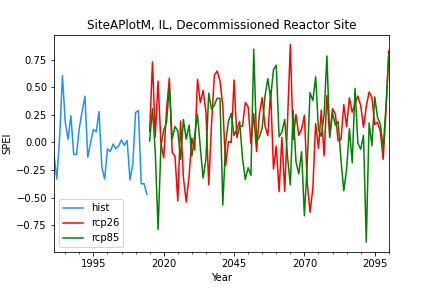 SiteAPlotM, IL, Decommissioned Reactor Site
SPEI
0.75
0.50
0.25
0.00
−0.25
−0.50
−0.75
hist
rcp26
rcp85
1995
2020
2045
2070
2095
Year